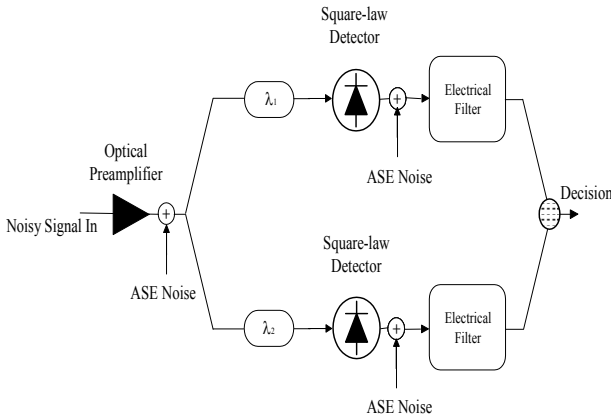 Square-law
Detector
λ1
Electrical
Filter
Optical
Preamplifier
ASE Noise
Decision
Noisy Signal In
Square-law
Detector
ASE Noise
λ2
Electrical
Filter
ASE Noise